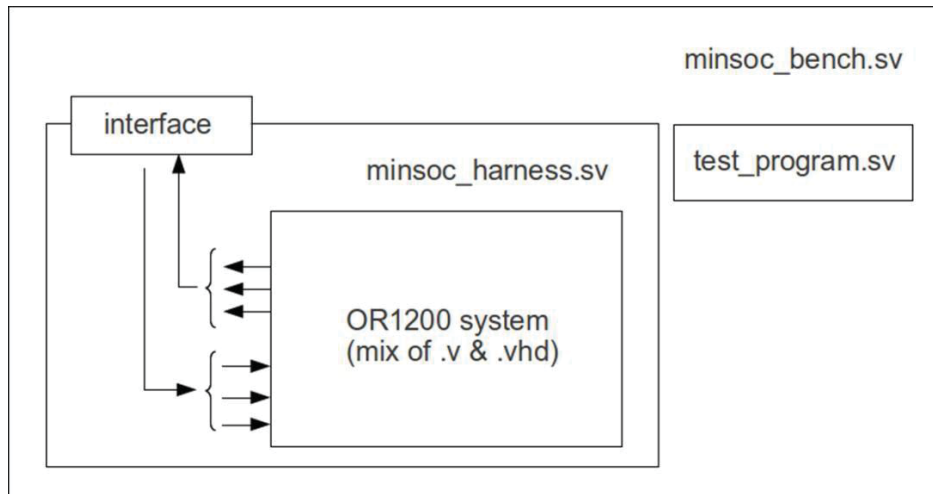 minsoc_bench.sv
interface
test_program.sv
minsoc_harness.sv
OR1200 system
(mix of .v & .vhd)